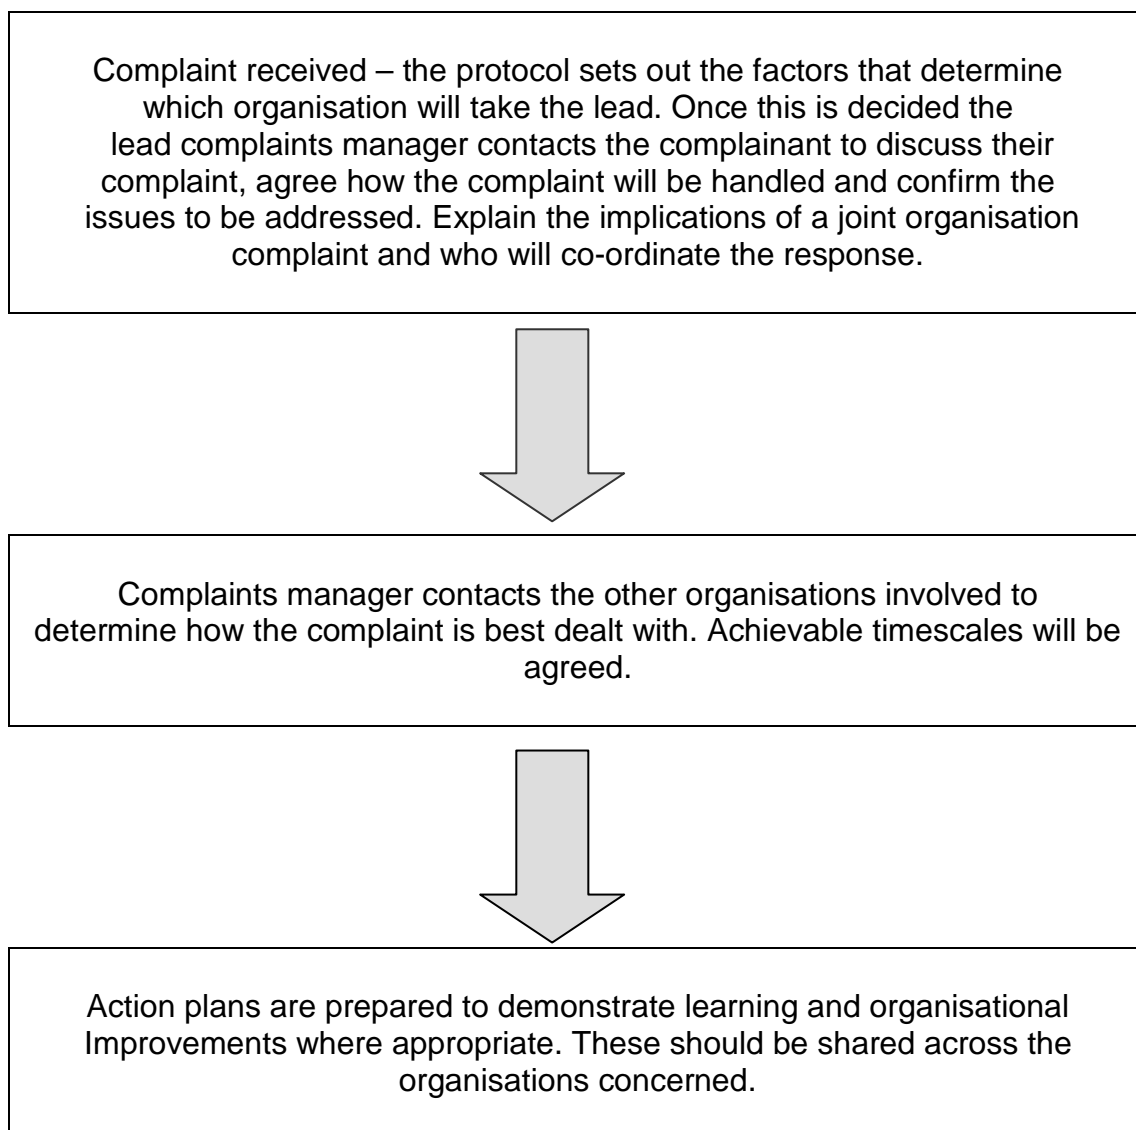 Complaint received – the protocol sets out the factors that determine
which organisation will take the lead. Once this is decided the
lead complaints manager contacts the complainant to discuss their
complaint, agree how the complaint will be handled and confirm the
issues to be addressed. Explain the implications of a joint organisation
complaint and who will co-ordinate the response.
Complaints manager contacts the other organisations involved to
determine how the complaint is best dealt with. Achievable timescales will be
agreed.
Action plans are prepared to demonstrate learning and organisational
Improvements where appropriate. These should be shared across the
organisations concerned.